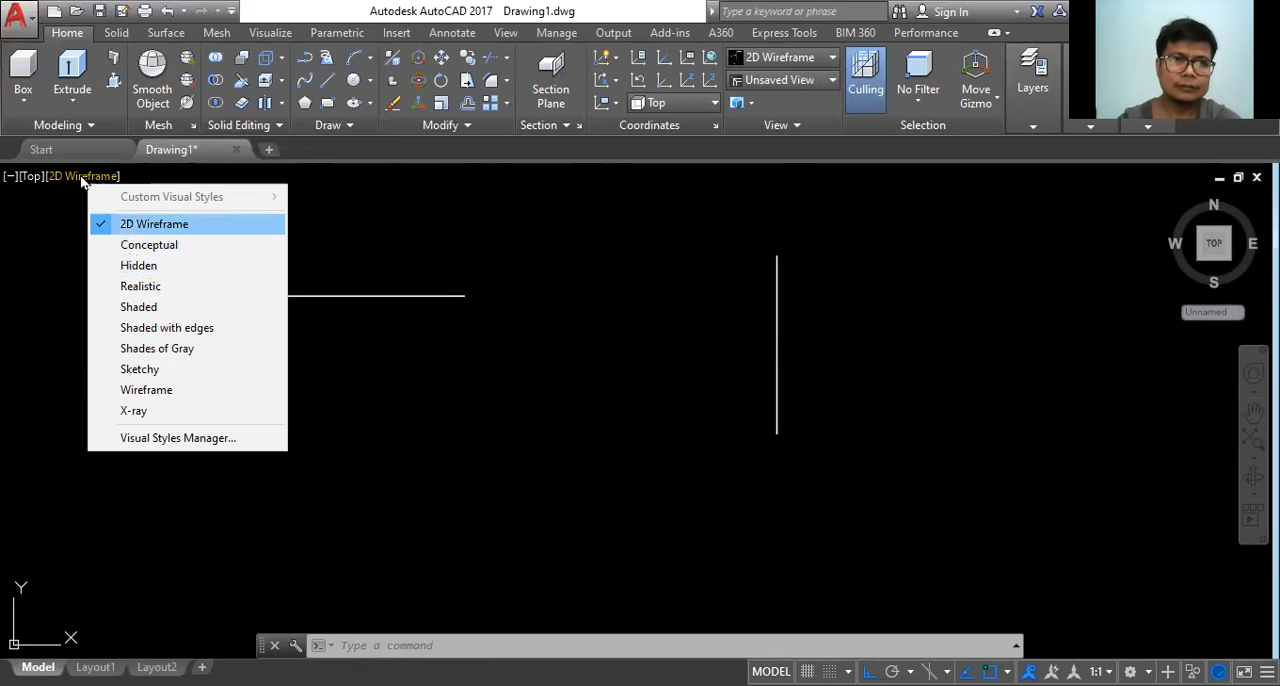 Autodesk AutoCAD 2017 Drawing1.dwg
Type a keyword or phrase
Sign In
Home Solid Surface Mesh Visualize Parametric Insert Annotate View Manage Output Add-ins A360 Express Tools BIM 360 Performance
Box
Extrude
Smooth
Object
Section
Plane
2D Wireframe
Unsaved View
Top
Culling
No Filter
Move
Gizmo
Layers
Modeling
Mesh
Solid Editing
Draw
Modify
Section
Coordinates
View
Selection
Start
Drawing1*
[−][Top][2D Wireframe]
Custom Visual Styles
2D Wireframe
Conceptual
Hidden
Realistic
Shaded
Shaded with edges
Shades of Gray
Sketchy
Wireframe
X-ray
Visual Styles Manager...
N
W TOP E
S
Unnamed
Y
X
Type a command
Model Layout1 Layout2
MODEL
1:1